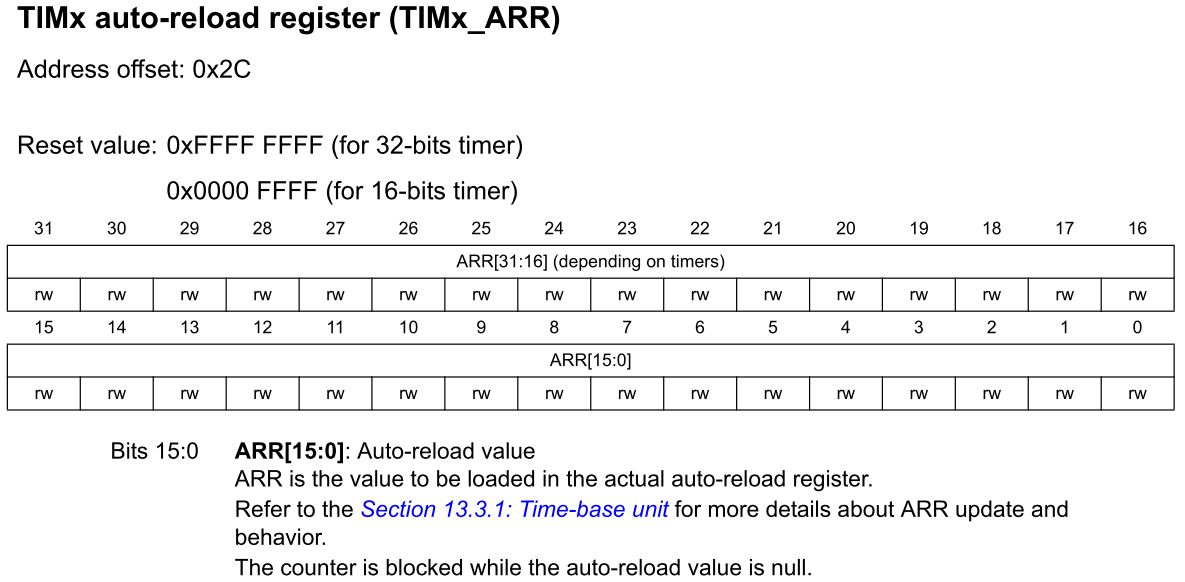 TIMx auto-reload register (TIMx_ARR)
Address offset: 0x2C
Reset value: 0xFFFF FFFF (for 32-bits timer)
0x0000 FFFF (for 16-bits timer)
31 30 29 28 27 26 25 24 23 22 21 20 19 18 17 16
ARR[31:16] (depending on timers)
rw rw rw rw rw rw rw rw rw rw rw rw rw rw rw rw
15 14 13 12 11 10 9 8 7 6 5 4 3 2 1 0
ARR[15:0]
rw rw rw rw rw rw rw rw rw rw rw rw rw rw rw rw
Bits 15:0 ARR[15:0]: Auto-reload value
ARR is the value to be loaded in the actual auto-reload register.
Refer to the Section 13.3.1: Time-base unit for more details about ARR update and
behavior.
The counter is blocked while the auto-reload value is null.